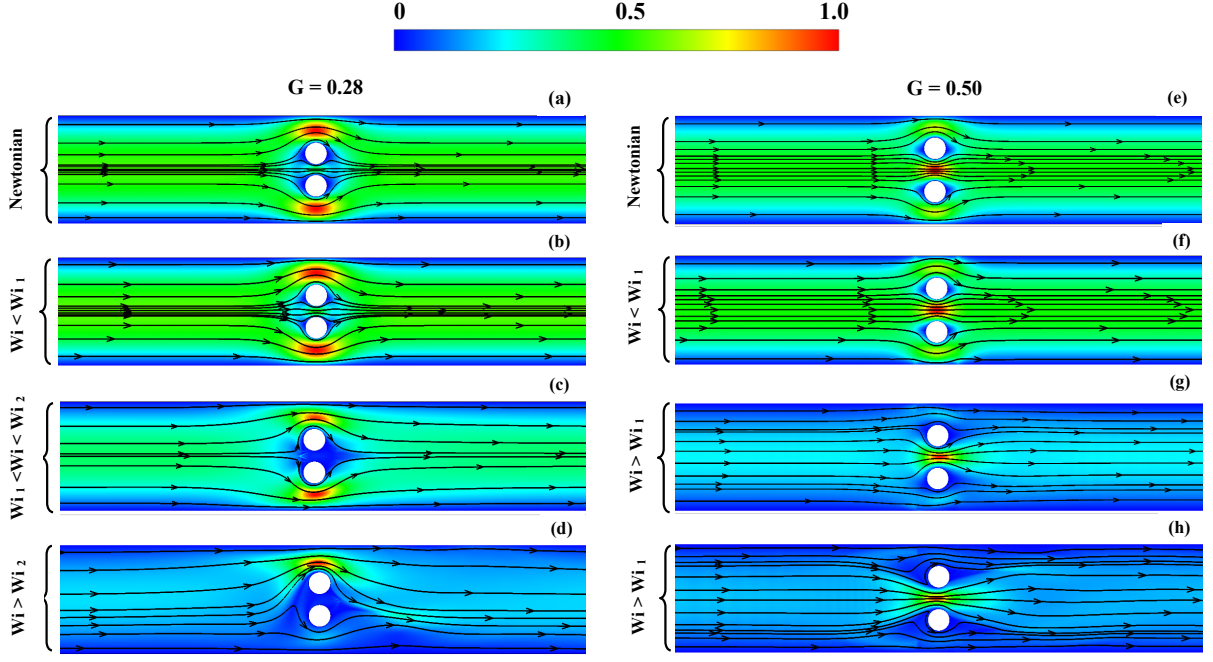 0 0.5 1.0
G = 0.28 G = 0.50
(a) (e)
Newtonian Newtonian
(b) (f)
Wi < Wi 1 Wi < Wi 1
(c) (g)
Wi 1 <Wi < Wi 2 Wi > Wi 1
(d) (h)
Wi > Wi 2 Wi > Wi 1